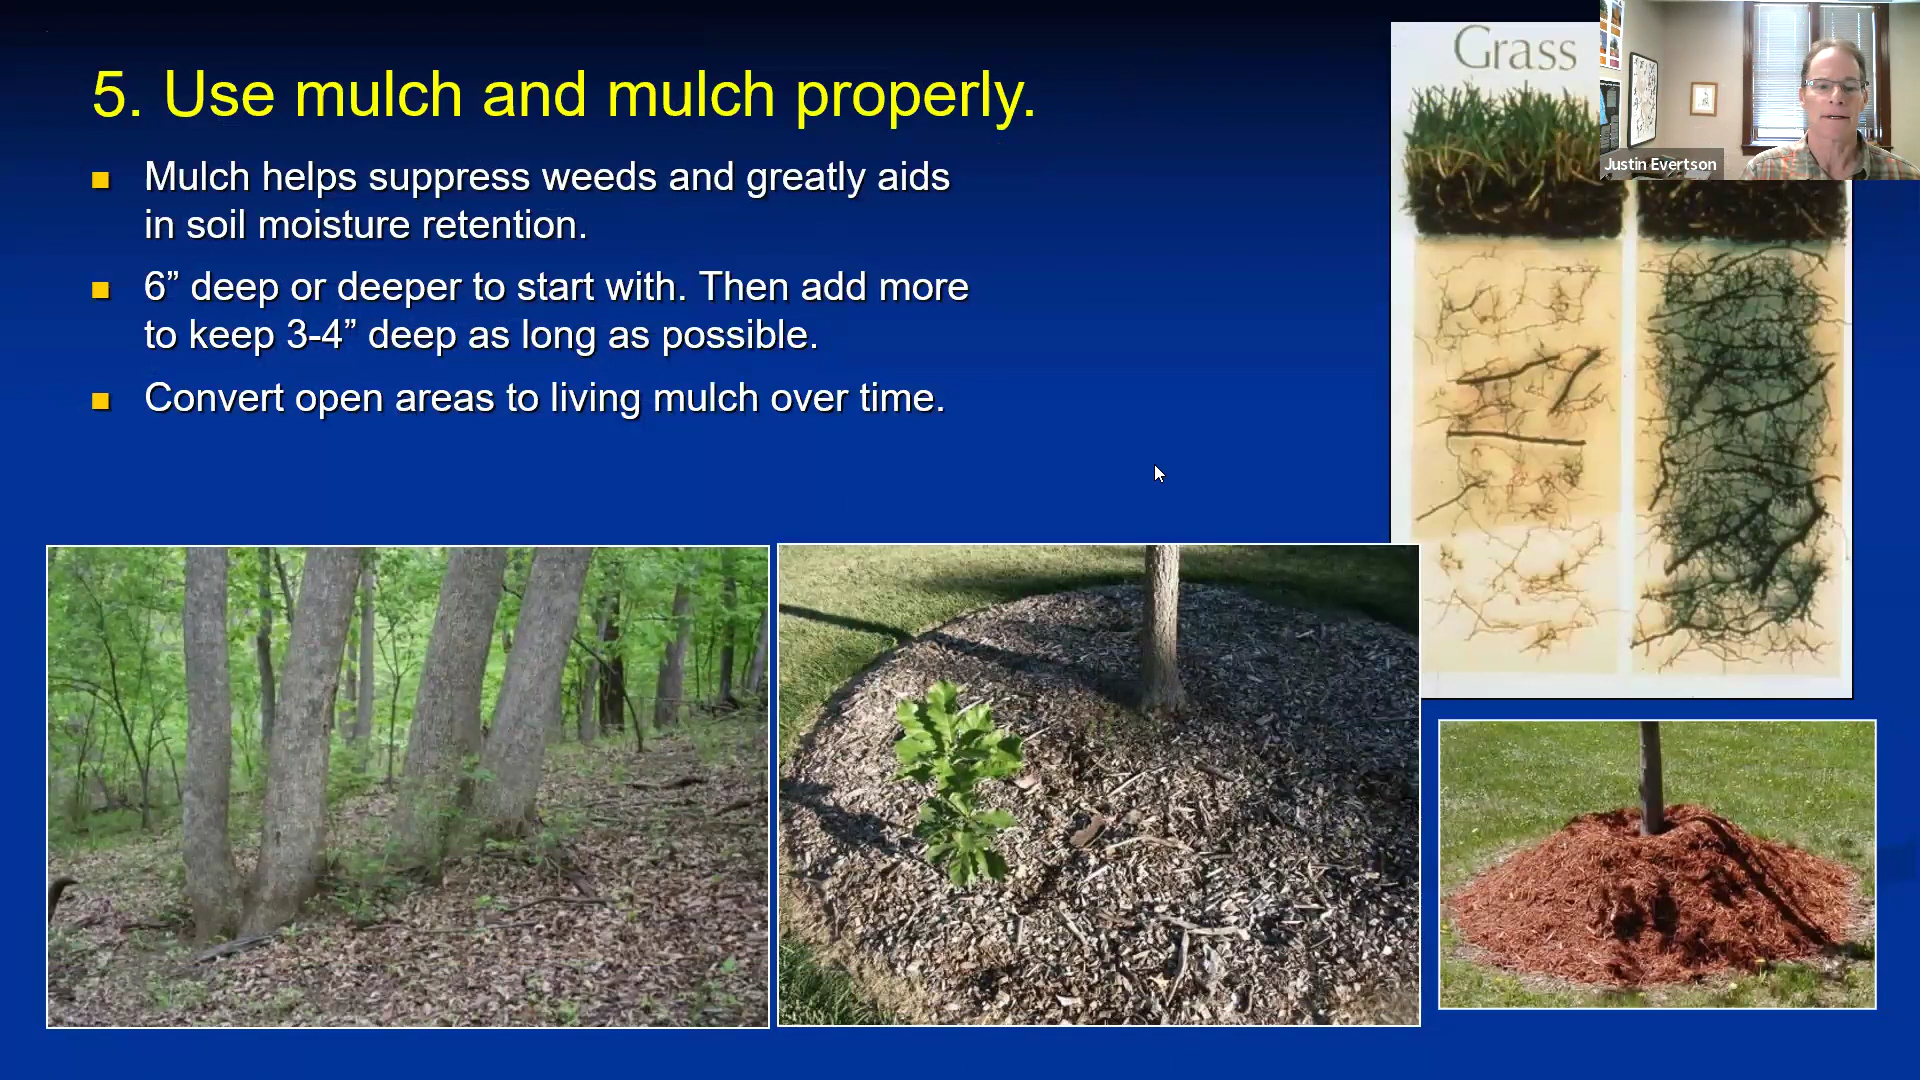 5. Use mulch and mulch properly.
Mulch helps suppress weeds and greatly aids
in soil moisture retention.
6” deep or deeper to start with. Then add more
to keep 3-4” deep as long as possible.
Convert open areas to living mulch over time.
Grass
Justin Evertson